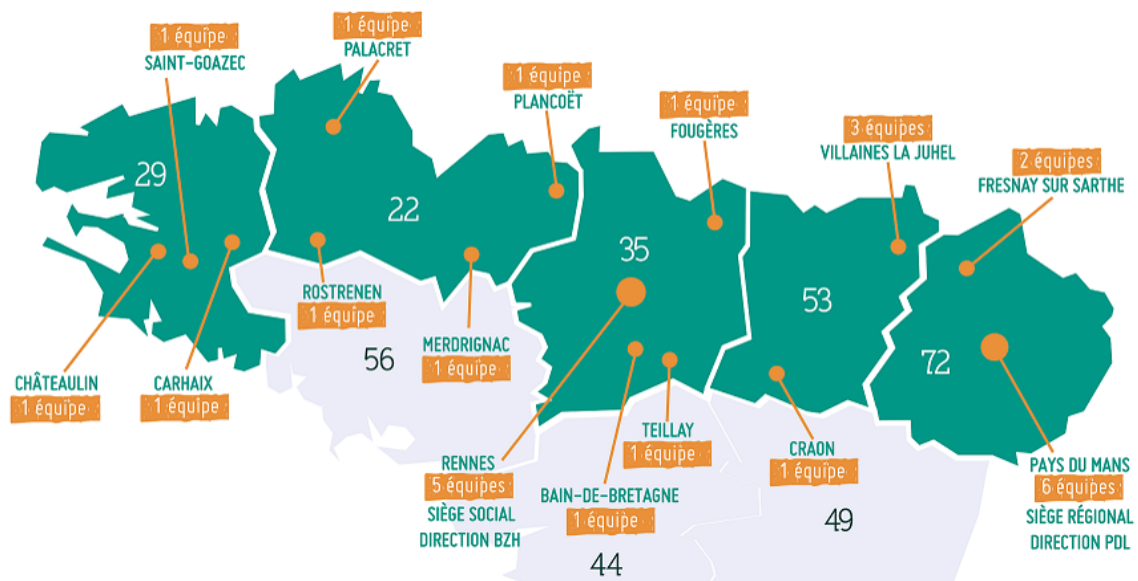 1 équipe
SAINT-GOAZEC
1 équipe
PALACRET
1 équipe
PLANCOËT
1 équipe
FOUGÈRES
3 équipes
VILLAINES LA JUHEL
2 équipes
FRESNAY SUR SARTHE
29
22
35
53
72
56
ROSTRENEN
1 équipe
MERDRIGNAC
1 équipe
CHÂTEAULIN
1 équipe
CARHAIX
1 équipe
RENNES
5 équipes
SIÈGE SOCIAL
DIRECTION BZH
BAIN-DE-BRETAGNE
1 équipe
TEILLAY
1 équipe
CRAON
1 équipe
PAYS DU MANS
6 équipes
SIÈGE RÉGIONAL
DIRECTION PDL
49
44